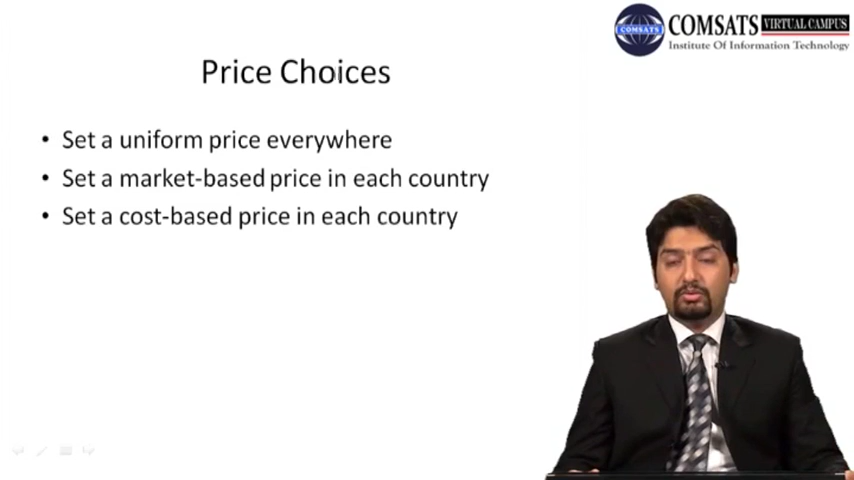 COMSATS VIRTUAL CAMPUS
COMSATS
Institute Of Information Technology
Price Choices
• Set a uniform price everywhere
• Set a market-based price in each country
• Set a cost-based price in each country